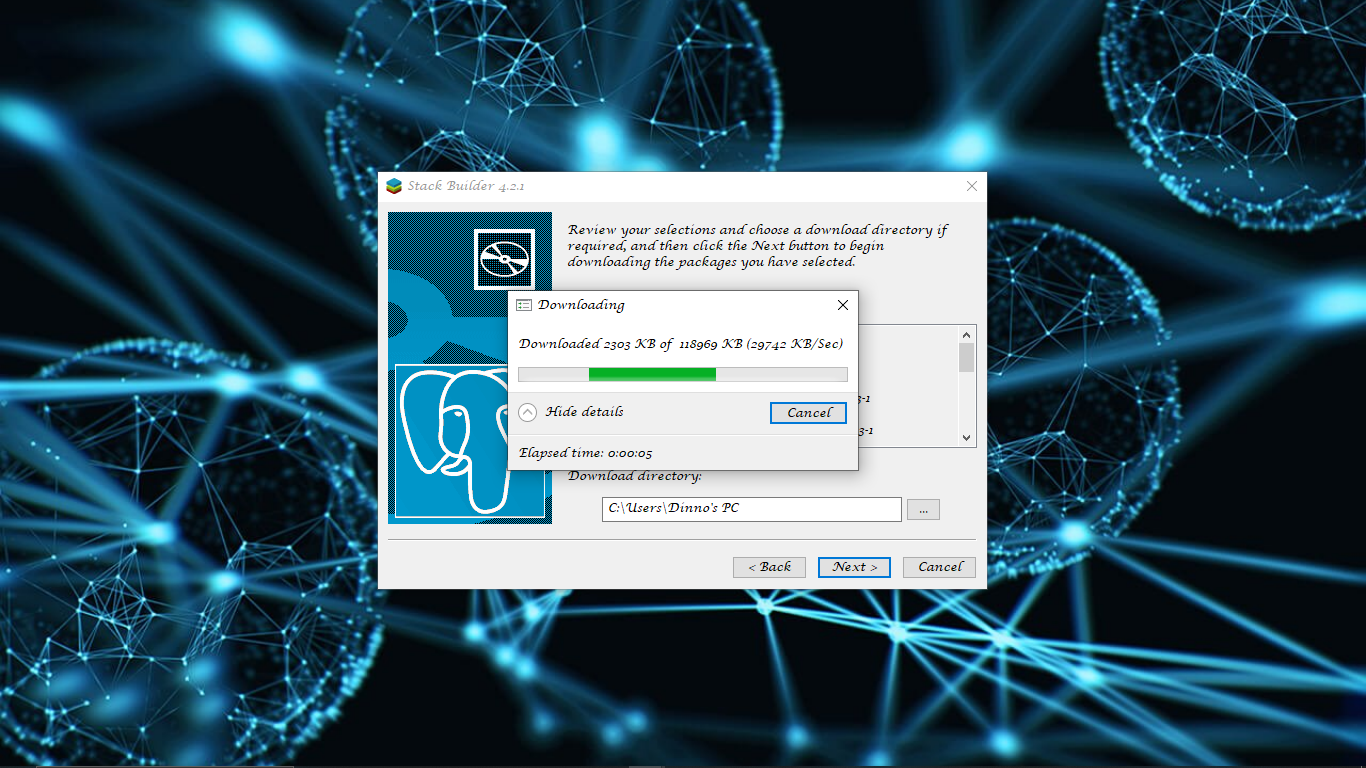 Stack Builder 4.2.1
Review your selections and choose a download directory if
required, and then click the Next button to begin
downloading the packages you have selected.
Downloading
Downloaded 2303 KB of 118969 KB (29742 KB/Sec)
Hide details
Cancel
Elapsed time: 0:00:05
3-1
3-1
Download directory:
C:\Users\Dinno's PC
...
< Back
Next >
Cancel